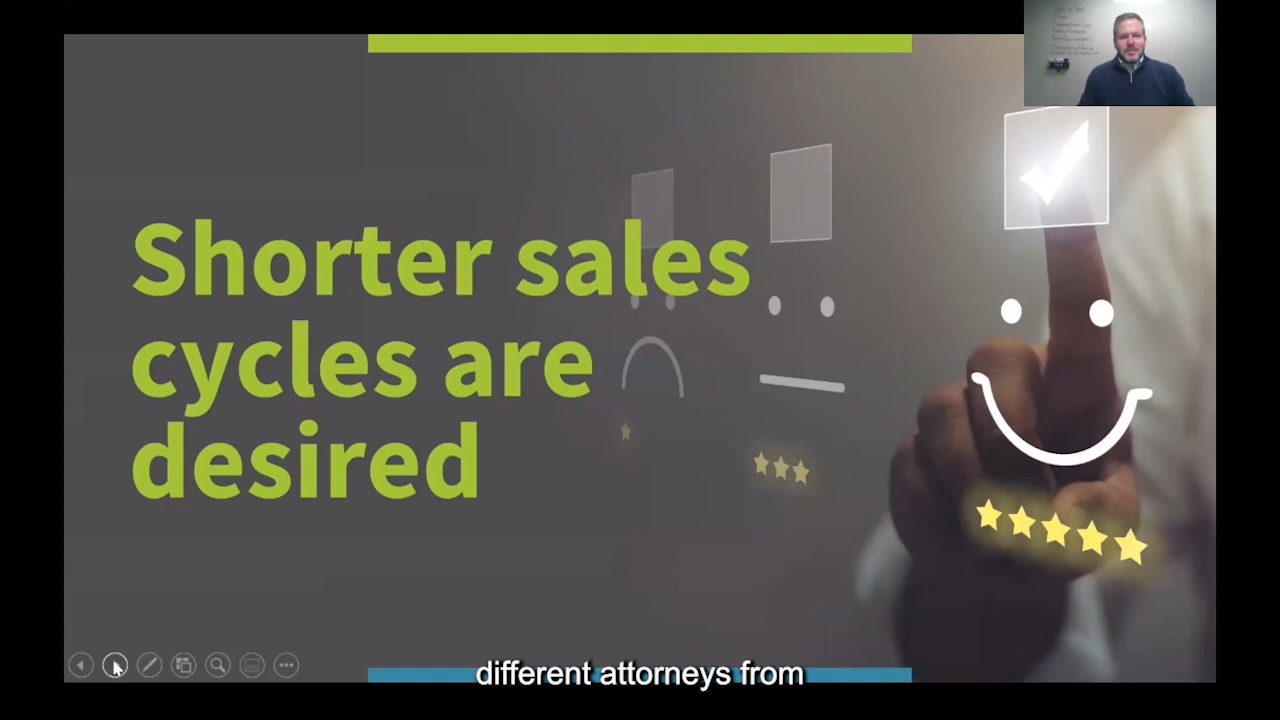 Shorter sales
cycles are
desired
different attorneys from